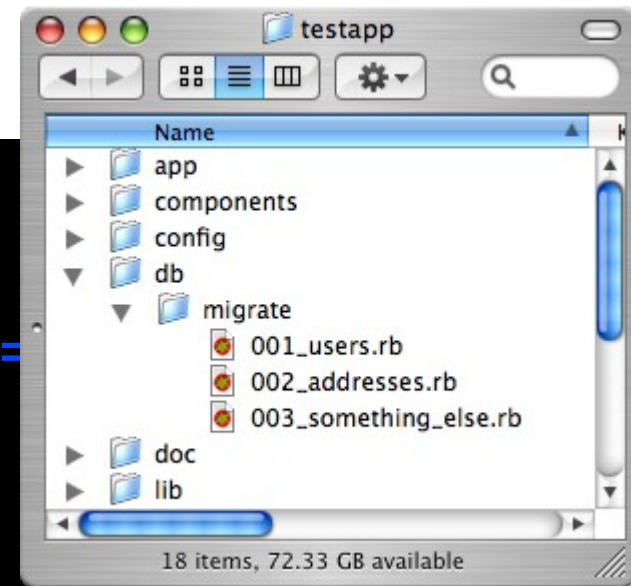 testapp
Name
app
components
config
db
migrate
001_users.rb
002_addresses.rb
003_something_else.rb
doc
lib
18 items, 72.33 GB available